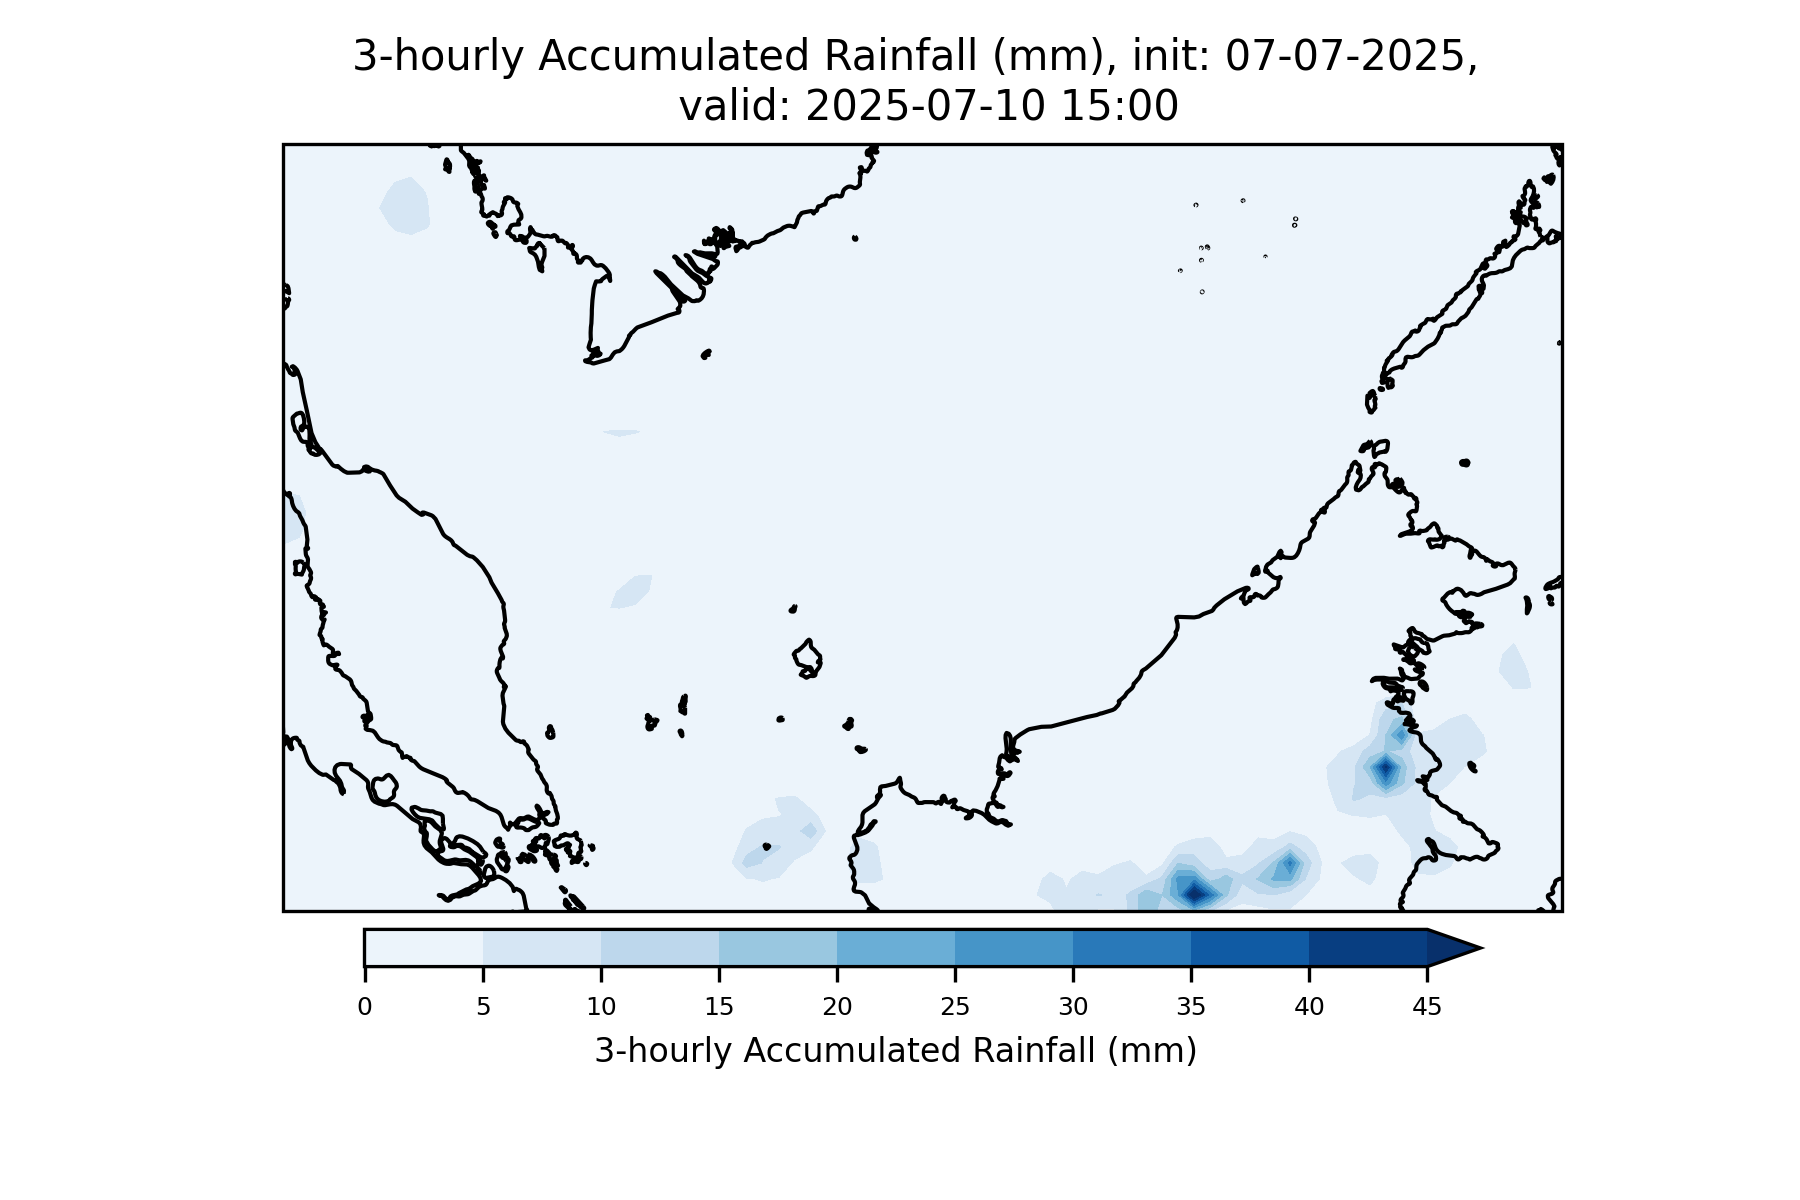 3-hourly Accumulated Rainfall (mm), init: 07-07-2025,
valid: 2025-07-10 15:00
0 5 10 15 20 25 30 35 40 45
3-hourly Accumulated Rainfall (mm)